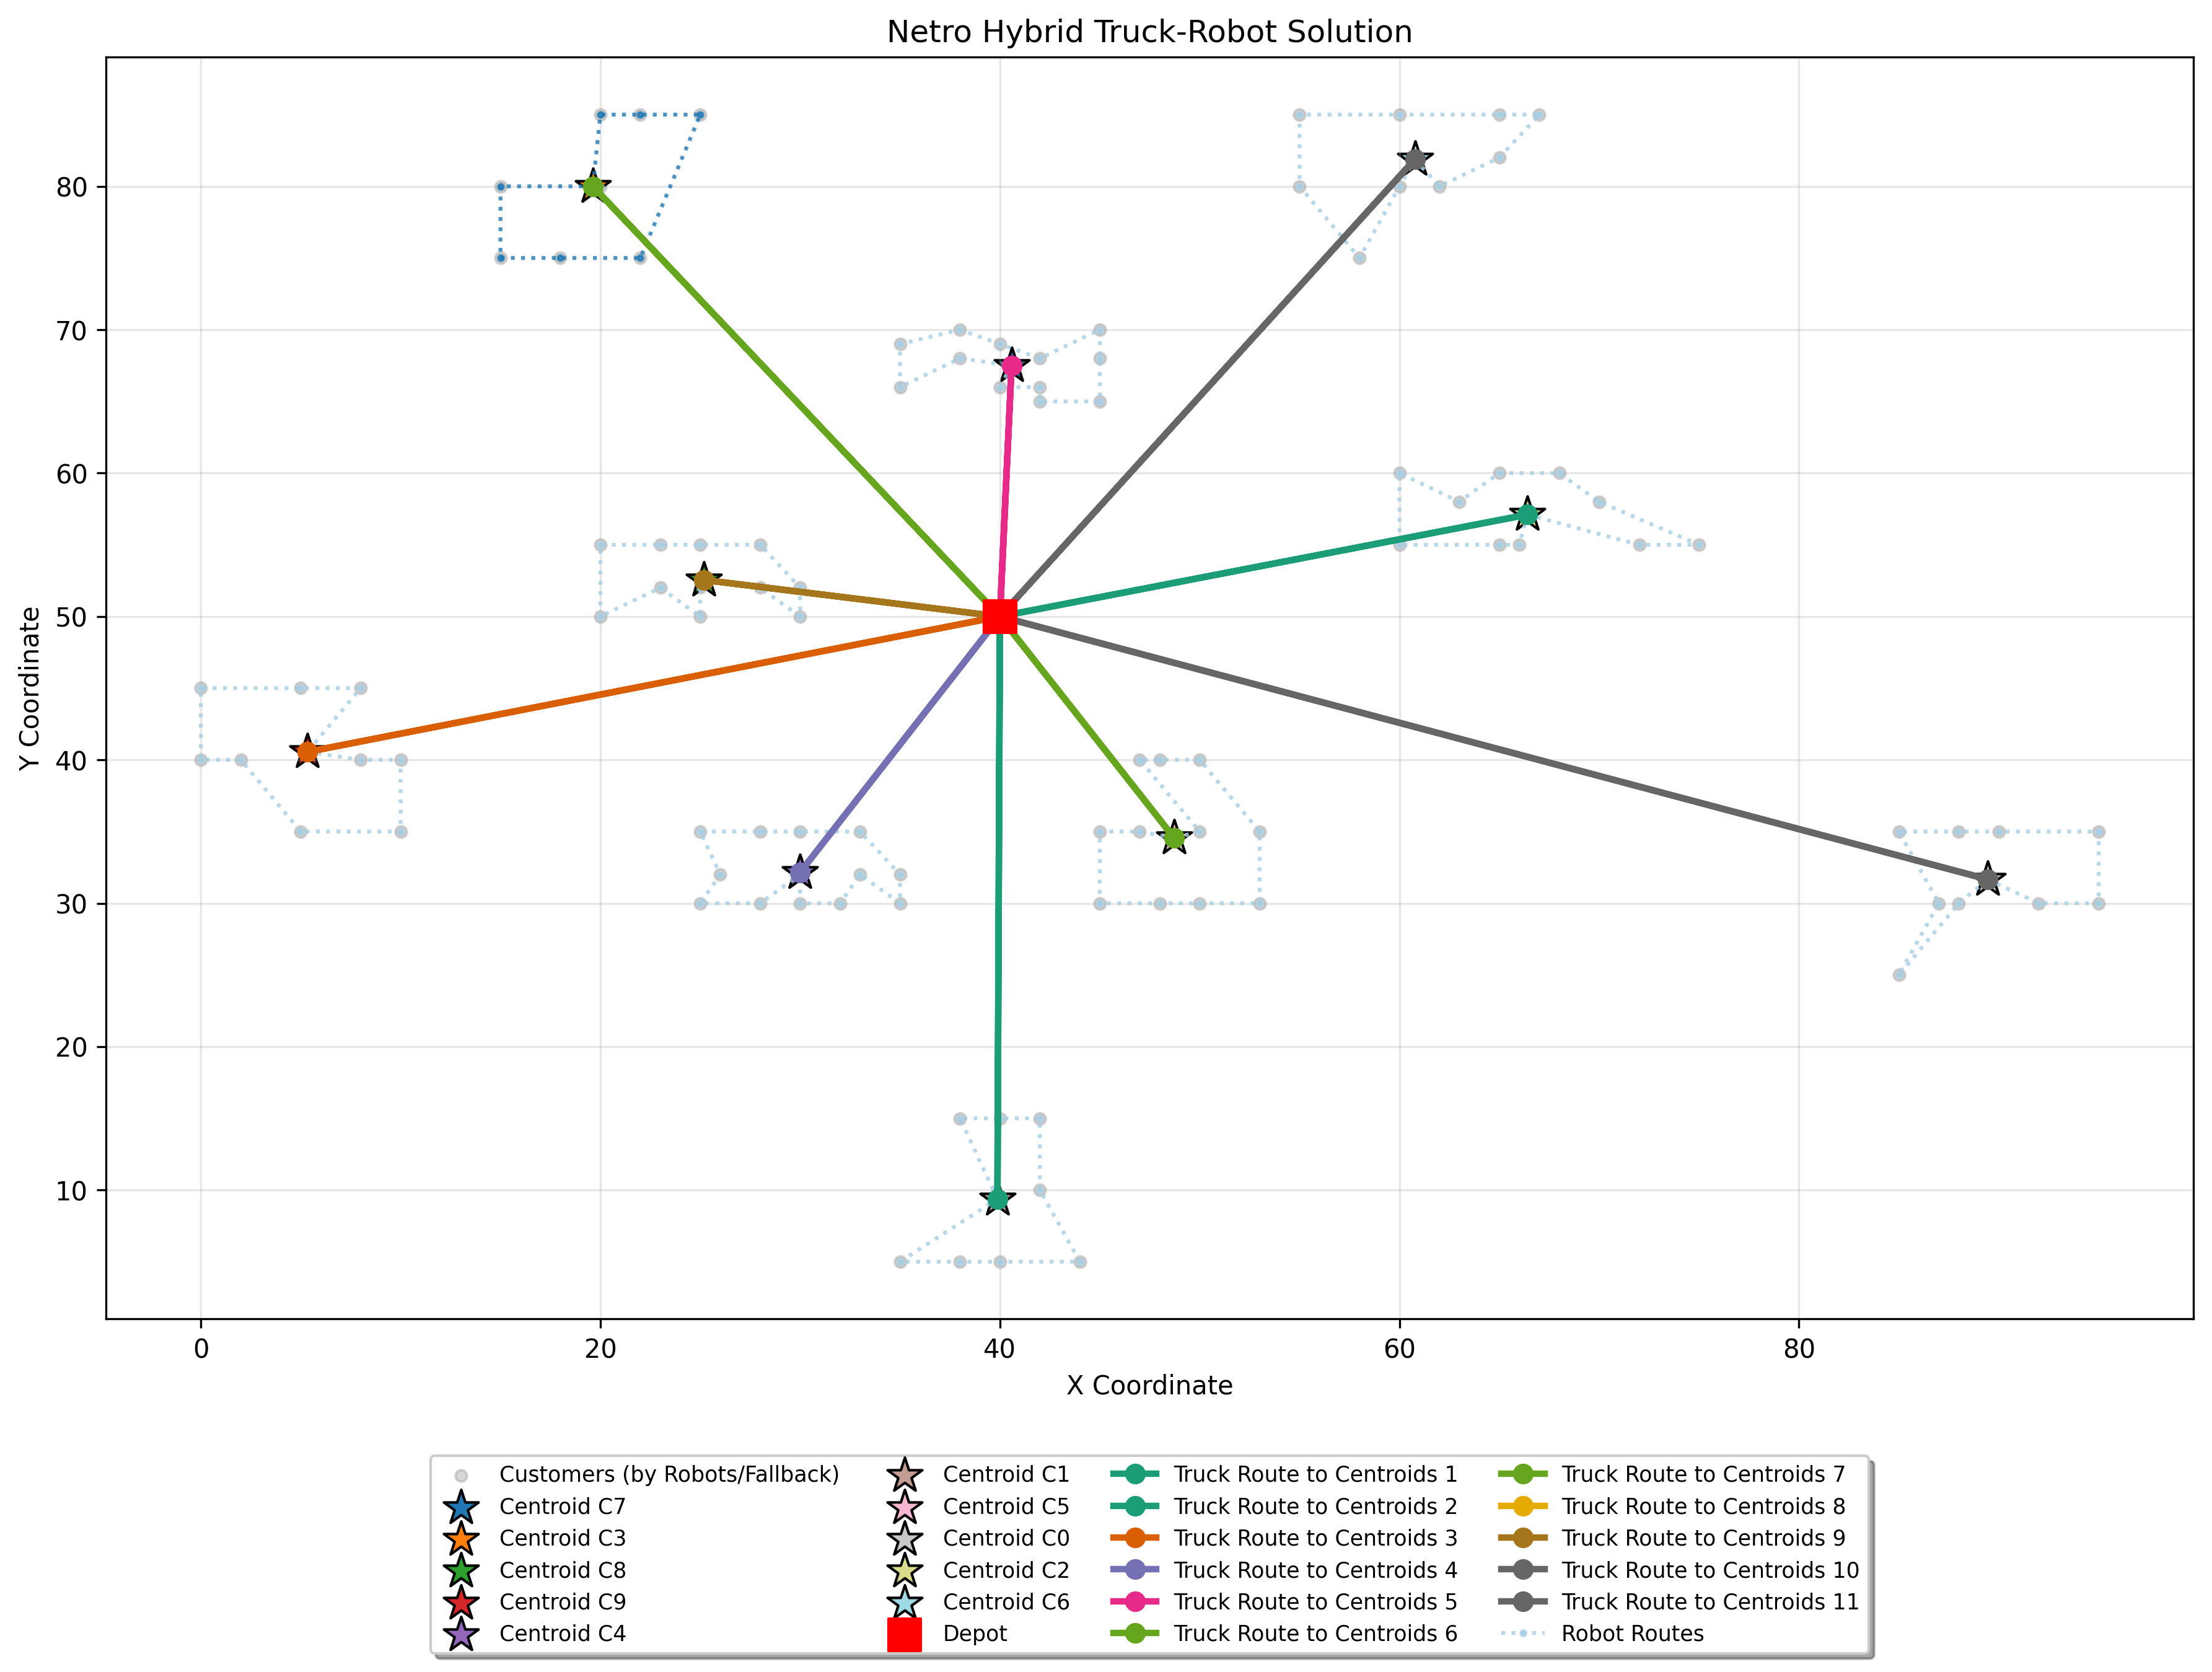 Netro Hybrid Truck-Robot Solution
80
70
60
50
40
30
20
10
Y Coordinate
0
20
40
60
80
X Coordinate
Customers (by Robots/Fallback)
Centroid C7
Centroid C3
Centroid C8
Centroid C9
Centroid C4
Centroid C1
Centroid C5
Centroid C0
Centroid C2
Centroid C6
Depot
Truck Route to Centroids 1
Truck Route to Centroids 2
Truck Route to Centroids 3
Truck Route to Centroids 4
Truck Route to Centroids 5
Truck Route to Centroids 6
Truck Route to Centroids 7
Truck Route to Centroids 8
Truck Route to Centroids 9
Truck Route to Centroids 10
Truck Route to Centroids 11
Robot Routes